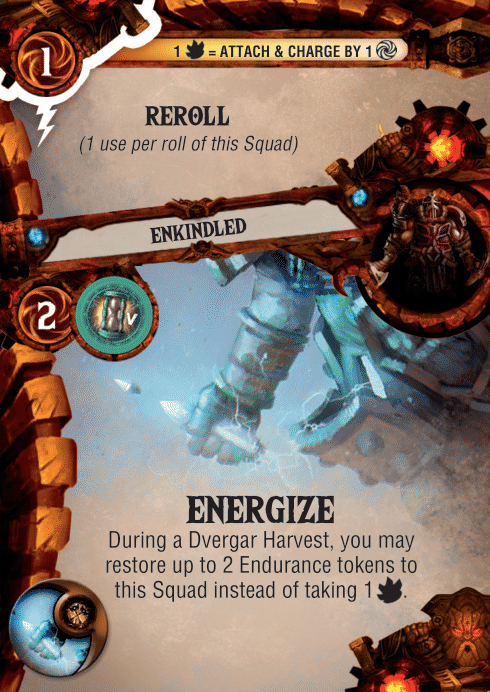 1
1 = ATTACH & CHARGE BY 1
REROLL
(1 use per roll of this Squad)
ENKINDLED
2
V
ENERGIZE
During a Dvergar Harvest, you may
restore up to 2 Endurance tokens to
this Squad instead of taking 1 .